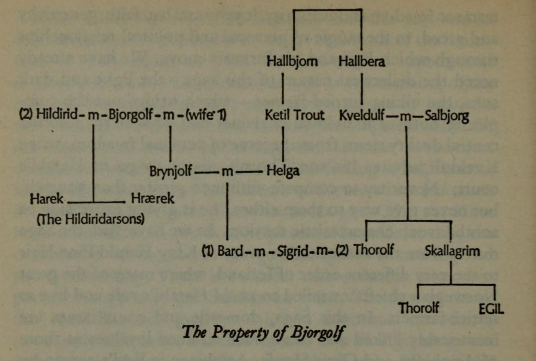 Hallbjorn Hallbera
(2) Hildirid - m - Bjorgolf - m - (wife 1) Ketil Trout Kveldulf — m — Salbjorg
Brynjolf — m — Helga
Harek Hrærek
(The Hildiridarsons)
(1) Bard - m - Sigrid - m - (2) Thorolf Skallagrim
Thorolf EGIL
The Property of Bjorgolf